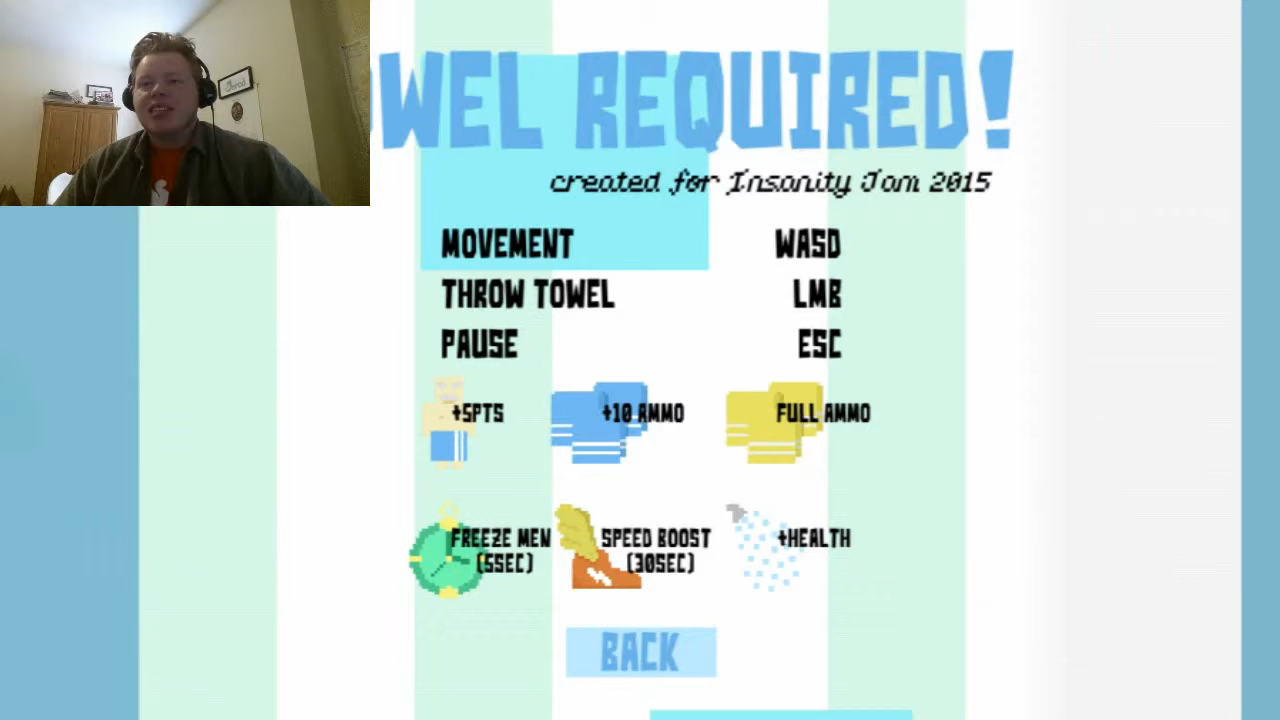 OWEL REQUIRED!
created for Insanity Jam 2015
MOVEMENT WASD
THROW TOWEL LMB
PAUSE ESC
+5PTS +10 AMMO FULL AMMO
FREEZE MEN SPEED BOOST +HEALTH
(5SEC) (30SEC)
BACK